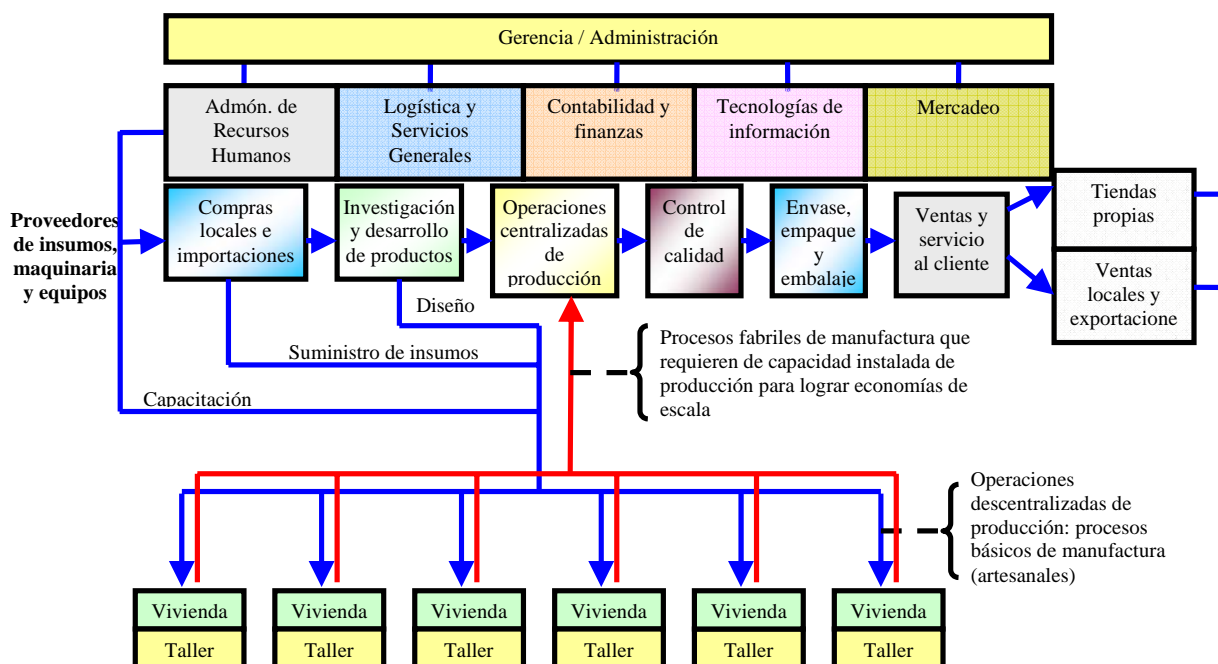 Gerencia / Administración
Admón. de
Recursos
Humanos
Logística y
Servicios
Generales
Contabilidad y
finanzas
Tecnologías de
información
Mercadeo
Proveedores
de insumos,
maquinaria
y equipos
Compras
locales e
importaciones
Investigación
y desarrollo
de productos
Operaciones
centralizadas
de
producción
Control
de
calidad
Envase,
empaque
y
embalaje
Ventas y
servicio
al cliente
Tiendas
propias
Ventas
locales y
exportacione
Diseño
Suministro de insumos
Capacitación
Procesos fabriles de manufactura que
requieren de capacidad instalada de
producción para lograr economías de
escala
Operaciones
descentralizadas de
producción: procesos
básicos de manufactura
(artesanales)
Vivienda
Taller
Vivienda
Taller
Vivienda
Taller
Vivienda
Taller
Vivienda
Taller
Vivienda
Taller